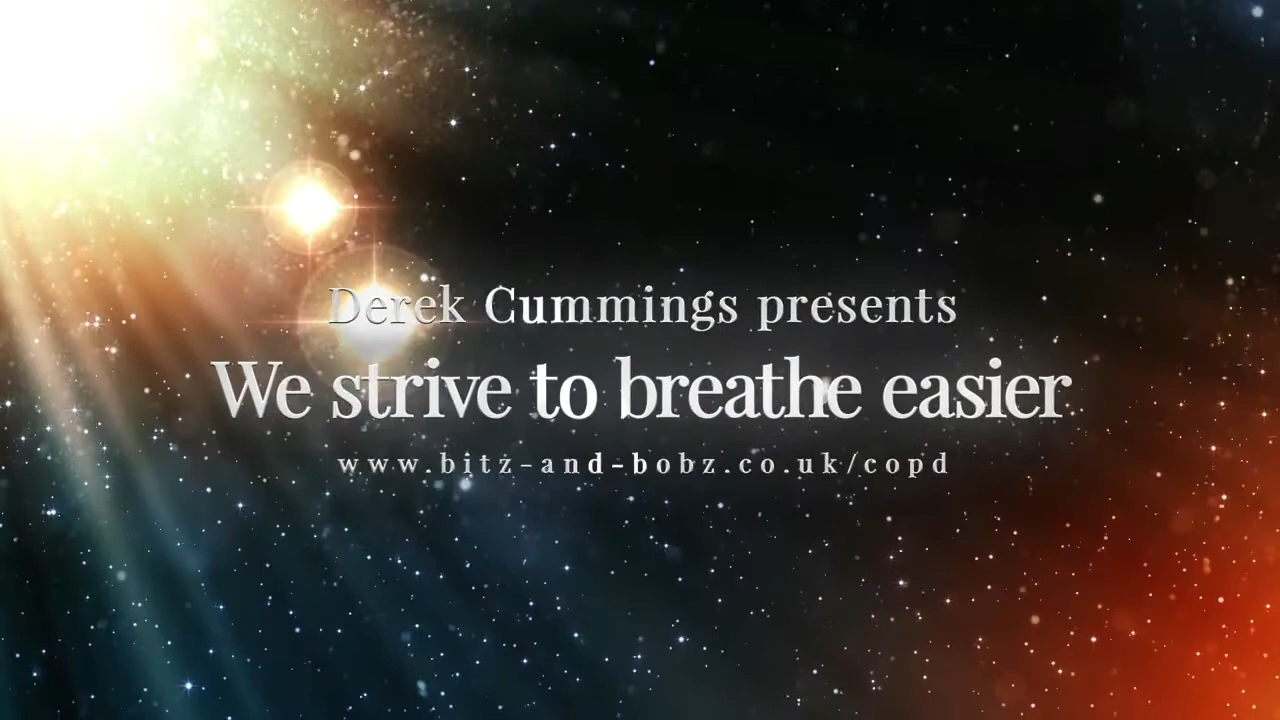 Derek Cummings presents
We strive to breathe easier
www.bitz-and-bobz.co.uk/copd